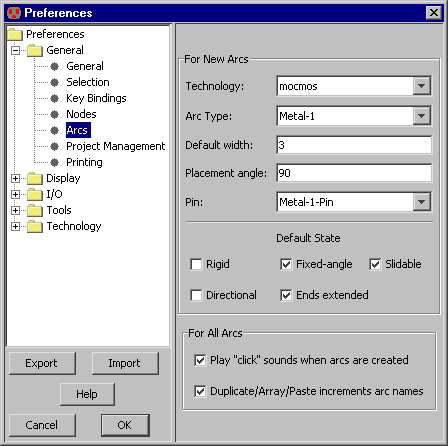 Preferences
Preferences
General
General
Selection
Key Bindings
Nodes
Arcs
Project Management
Printing
Display
I/O
Tools
Technology
Export Import
Help
Cancel OK
For New Arcs
Technology: mocmos
Arc Type: Metal-1
Default width: 3
Placement angle: 90
Pin: Metal-1-Pin
Default State
Rigid Fixed-angle Slidable
Directional Ends extended
For All Arcs
Play "click" sounds when arcs are created
Duplicate/Array/Paste increments arc names